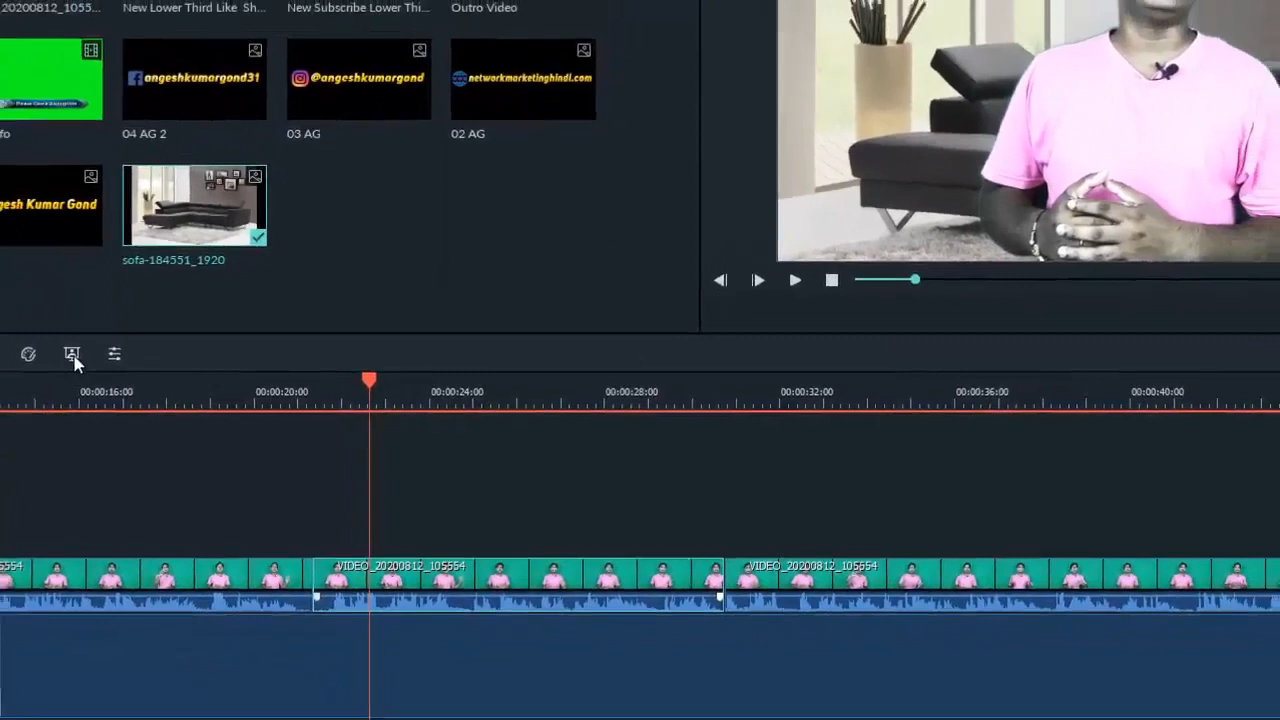 20200812_1055...
New Lower Third Like Sh...
New Subscribe Lower Thi...
Outro Video
angeshkumargond31
@angeshkumargond
networkmarketinghindi.com
fo
04 AG 2
03 AG
02 AG
gesh Kumar Gond
sofa-184551_1920
00:00:16:00
00:00:20:00
00:00:24:00
00:00:28:00
00:00:32:00
00:00:36:00
00:00:40:00
5554
VIDEO_20200812_105554
VIDEO_20200812_105554